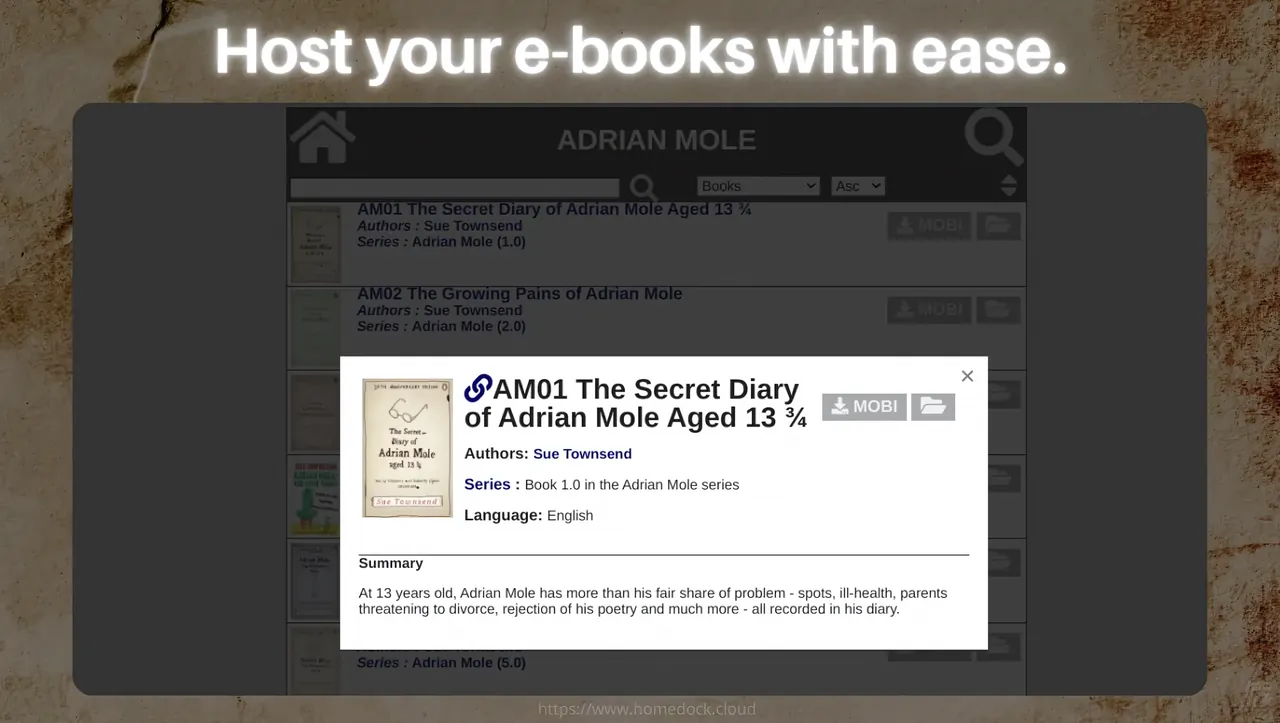 Host your e-books with ease.
ADRIAN MOLE
Books
Asc
AM01 The Secret Diary of Adrian Mole Aged 13 ¾
Authors : Sue Townsend
Series : Adrian Mole (1.0)
MOBI
AM02 The Growing Pains of Adrian Mole
Authors : Sue Townsend
Series : Adrian Mole (2.0)
MOBI
×
AM01 The Secret Diary
of Adrian Mole Aged 13 ¾
MOBI
The Secret
Diary of
Adrian Mole
aged 13 ¾
Sue Townsend
Authors: Sue Townsend
Series : Book 1.0 in the Adrian Mole series
Language: English
Summary
At 13 years old, Adrian Mole has more than his fair share of problem - spots, ill-health, parents
threatening to divorce, rejection of his poetry and much more - all recorded in his diary.
Series : Adrian Mole (5.0)
https://www.homedock.cloud